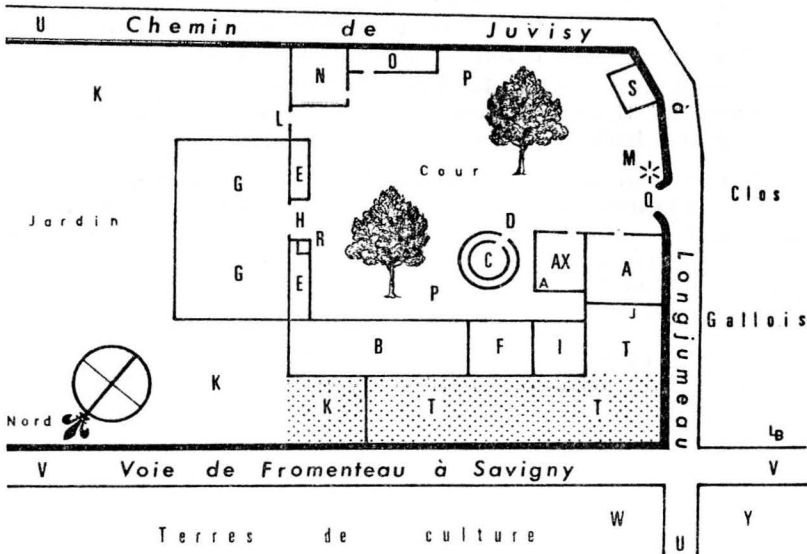 U Chemin de Juvisy
N O P
K S
L à
M
E Cour
G Clos
Q
Jardin H D
R
C AX A
A
G E
P J Gallois
Longjumeau
B F I T
K
Nord K T T
LB
V Voie de Fromenteau à Savigny V
W Y
Terres de culture
U